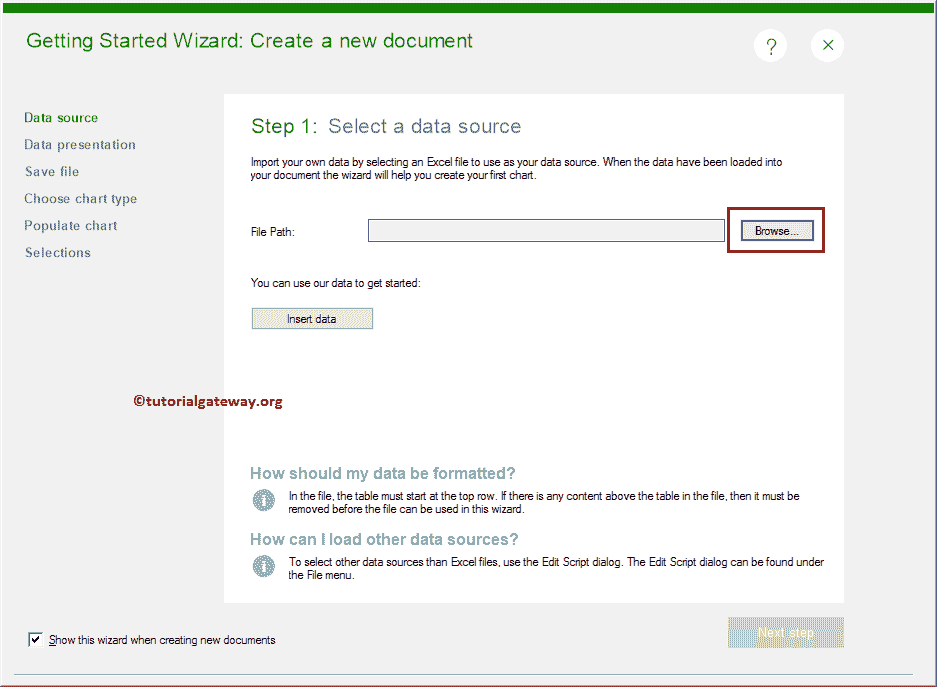 Getting Started Wizard: Create a new document
?
Data source
Data presentation
Save file
Choose chart type
Populate chart
Selections
Step 1: Select a data source
Import your own data by selecting an Excel file to use as your data source. When the data have been loaded into
your document the wizard will help you create your first chart.
File Path:
Browse...
You can use our data to get started:
Insert data
©tutorialgateway.org
How should my data be formatted?
In the file, the table must start at the top row. If there is any content above the table in the file, then it must be
removed before the file can be used in this wizard.
How can I load other data sources?
To select other data sources than Excel files, use the Edit Script dialog. The Edit Script dialog can be found under
the File menu.
Show this wizard when creating new documents
Next step